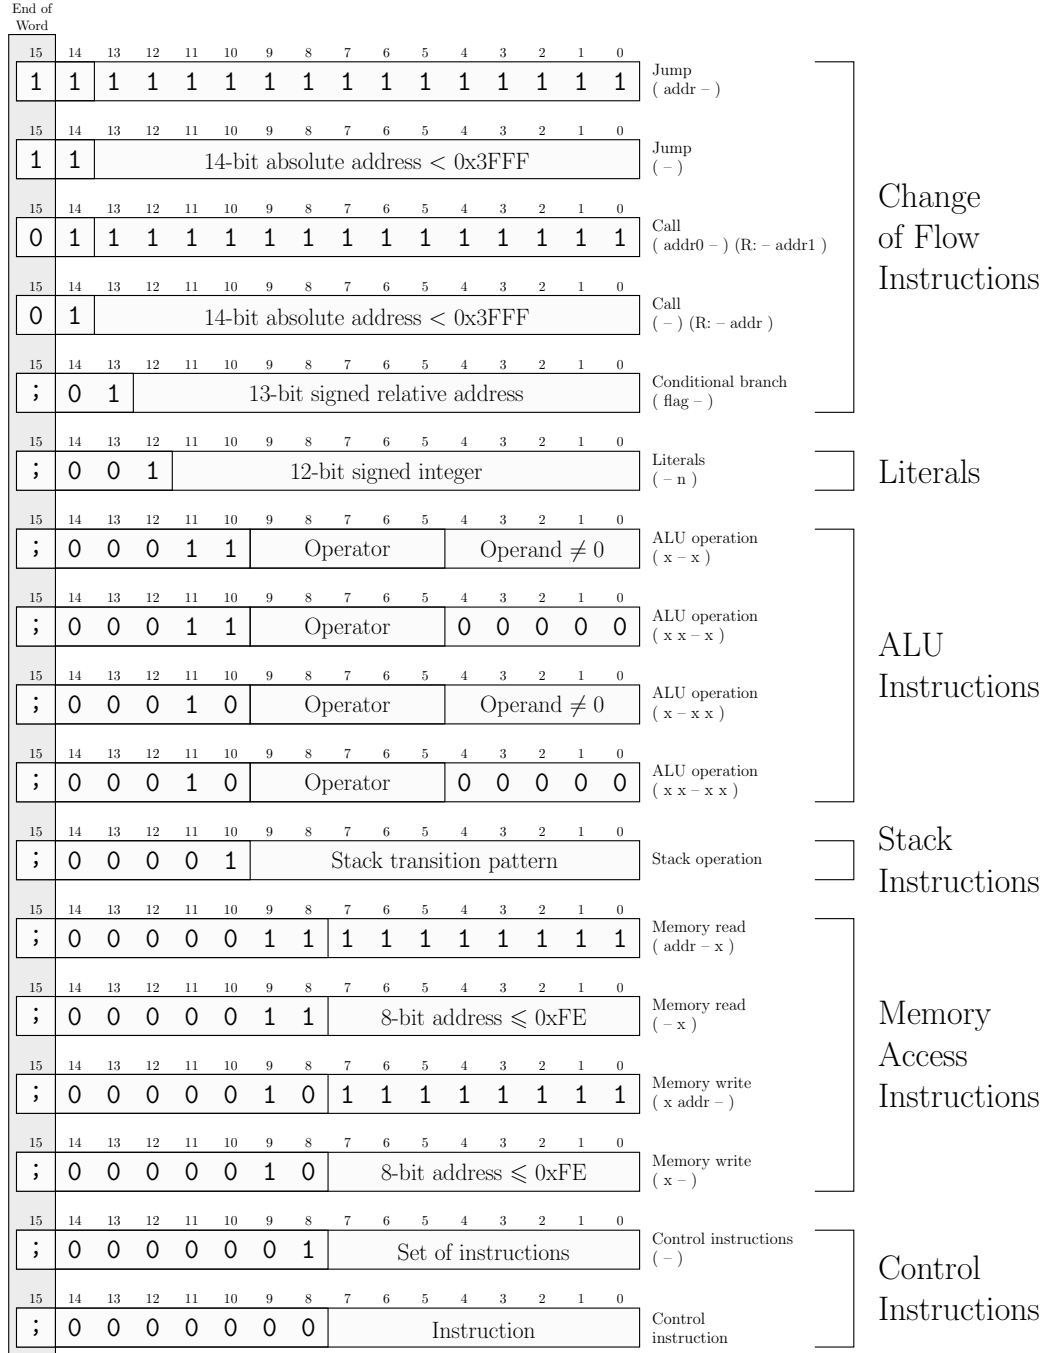 End of
Word
15 14 13 12 11 10 9 8 7 6 5 4 3 2 1 0
1 1 1 1 1 1 1 1 1 1 1 1 1 1 1 1
Jump
( addr – )
15 14 13 12 11 10 9 8 7 6 5 4 3 2 1 0
1 1 14-bit absolute address < 0x3FFF
Jump
( – )
15 14 13 12 11 10 9 8 7 6 5 4 3 2 1 0
0 1 1 1 1 1 1 1 1 1 1 1 1 1 1 1
Call
( addr0 – ) (R: – addr1 )
15 14 13 12 11 10 9 8 7 6 5 4 3 2 1 0
0 1 14-bit absolute address < 0x3FFF
Call
( – ) (R: – addr )
15 14 13 12 11 10 9 8 7 6 5 4 3 2 1 0
; 0 1 13-bit signed relative address
Conditional branch
( flag – )
Change
of Flow
Instructions
15 14 13 12 11 10 9 8 7 6 5 4 3 2 1 0
; 0 0 1 12-bit signed integer
Literals
( – n )
Literals
15 14 13 12 11 10 9 8 7 6 5 4 3 2 1 0
; 0 0 0 1 1 Operator Operand ≠ 0
ALU operation
( x – x )
15 14 13 12 11 10 9 8 7 6 5 4 3 2 1 0
; 0 0 0 1 1 Operator 0 0 0 0 0
ALU operation
( x x – x )
15 14 13 12 11 10 9 8 7 6 5 4 3 2 1 0
; 0 0 0 1 0 Operator Operand ≠ 0
ALU operation
( x – x x )
15 14 13 12 11 10 9 8 7 6 5 4 3 2 1 0
; 0 0 0 1 0 Operator 0 0 0 0 0
ALU operation
( x x – x x )
ALU
Instructions
15 14 13 12 11 10 9 8 7 6 5 4 3 2 1 0
; 0 0 0 0 1 Stack transition pattern
Stack operation
Stack
Instructions
15 14 13 12 11 10 9 8 7 6 5 4 3 2 1 0
; 0 0 0 0 0 1 1 1 1 1 1 1 1 1 1
Memory read
( addr – x )
15 14 13 12 11 10 9 8 7 6 5 4 3 2 1 0
; 0 0 0 0 0 1 1 8-bit address ⩽ 0xFE
Memory read
( – x )
15 14 13 12 11 10 9 8 7 6 5 4 3 2 1 0
; 0 0 0 0 0 1 0 1 1 1 1 1 1 1 1
Memory write
( x addr – )
15 14 13 12 11 10 9 8 7 6 5 4 3 2 1 0
; 0 0 0 0 0 1 0 8-bit address ⩽ 0xFE
Memory write
( x – )
Memory
Access
Instructions
15 14 13 12 11 10 9 8 7 6 5 4 3 2 1 0
; 0 0 0 0 0 0 1 Set of instructions
Control instructions
( – )
15 14 13 12 11 10 9 8 7 6 5 4 3 2 1 0
; 0 0 0 0 0 0 0 Instruction
Control
instruction
Control
Instructions